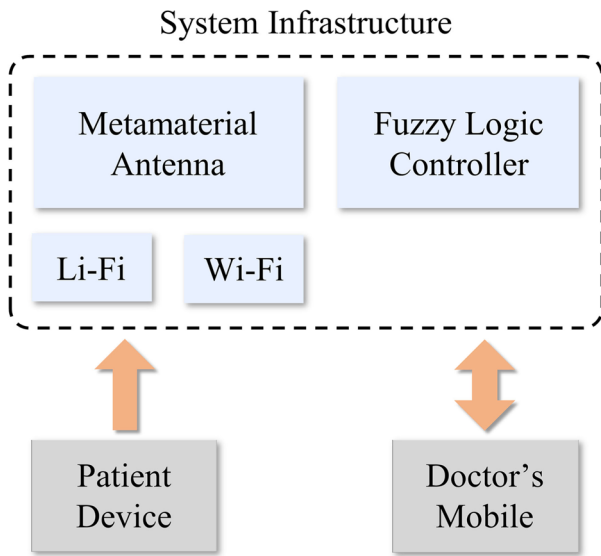 System Infrastructure
Metamaterial
Antenna
Fuzzy Logic
Controller
Li-Fi
Wi-Fi
Patient
Device
Doctor's
Mobile